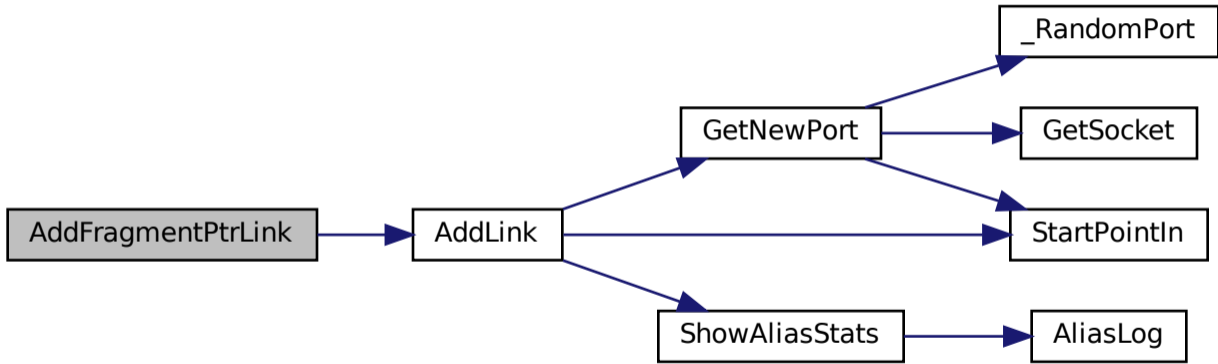 _RandomPort
GetNewPort
GetSocket
AddFragmentPtrLink
AddLink
StartPointIn
ShowAliasStats
AliasLog